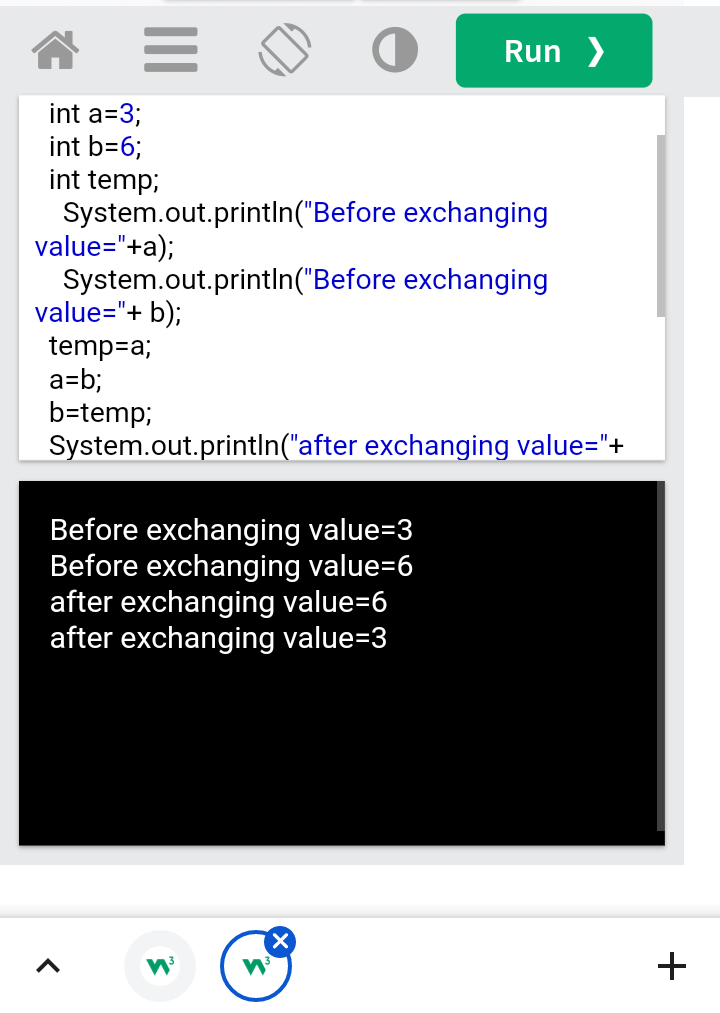 Run ❯
int a=3;
int b=6;
int temp;
System.out.println("Before exchanging
value="+a);
System.out.println("Before exchanging
value="+ b);
temp=a;
a=b;
b=temp;
System.out.println("after exchanging value="+
Before exchanging value=3
Before exchanging value=6
after exchanging value=6
after exchanging value=3